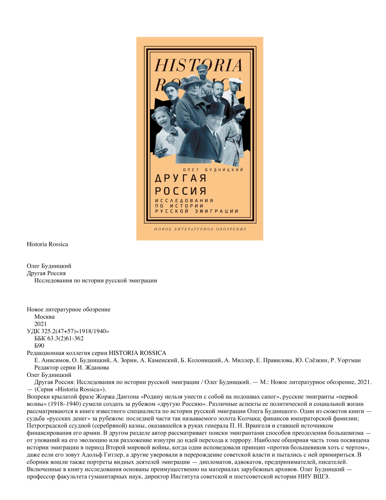 HISTORIA
R
ОЛЕГ БУДНИЦКИЙ
ДРУГАЯ
РОССИЯ
ИССЛЕДОВАНИЯ
ПО ИСТОРИИ
РУССКОЙ ЭМИГРАЦИИ
НОВОЕ ЛИТЕРАТУРНОЕ ОБОЗРЕНИЕ
Historia Rossica
Олег Будницкий
Другая Россия
Исследования по истории русской эмиграции
Новое литературное обозрение
Москва
2021
УДК 325.2(47+57)«1918/1940»
ББК 63.3(2)61-362
Б90
Редакционная коллегия серии HISTORIA ROSSICA
Е. Анисимов, О. Будницкий, А. Зорин, А. Каменский, Б. Колоницкий, А. Миллер, Е. Правилова, Ю. Слёзкин, Р. Уортман
Редактор серии И. Жданова
Олег Будницкий
Другая Россия: Исследования по истории русской эмиграции / Олег Будницкий. — М.: Новое литературное обозрение, 2021.
— (Серия «Historia Rossica»).
Вопреки крылатой фразе Жоржа Дантона «Родину нельзя унести с собой на подошвах сапог», русские эмигранты «первой
волны» (1918–1940) сумели создать за рубежом «другую Россию». Различные аспекты ее политической и социальной жизни
рассматриваются в книге известного специалиста по истории русской эмиграции Олега Будницкого. Один из сюжетов книги —
судьба «русских денег» за рубежом: последней части так называемого золота Колчака; финансов императорской фамилии;
Петроградской ссудной (серебряной) казны, оказавшейся в руках генерала П. Н. Врангеля и ставшей источником
финансирования его армии. В другом разделе автор рассматривает поиски эмигрантами способов преодоления большевизма —
от упований на его эволюцию или разложение изнутри до идей перехода к террору. Наиболее обширная часть тома посвящена
истории эмиграции в период Второй мировой войны, когда одни исповедовали принцип «против большевиков хоть с чертом»,
даже если его зовут Адольф Гитлер, а другие уверовали в перерождение советской власти и пытались с ней примириться. В
сборник вошли также портреты видных деятелей эмиграции — дипломатов, адвокатов, предпринимателей, писателей.
Включенные в книгу исследования основаны преимущественно на материалах зарубежных архивов. Олег Будницкий —
профессор факультета гуманитарных наук, директор Института советской и постсоветской истории НИУ ВШЭ.